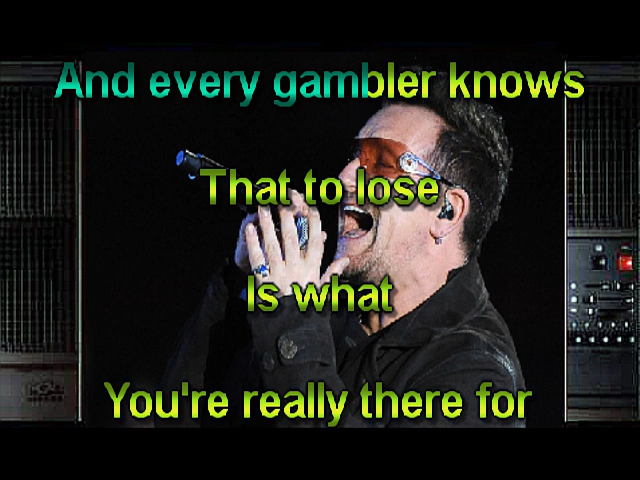 And every gambler knows
That to lose
Is what
You're really there for